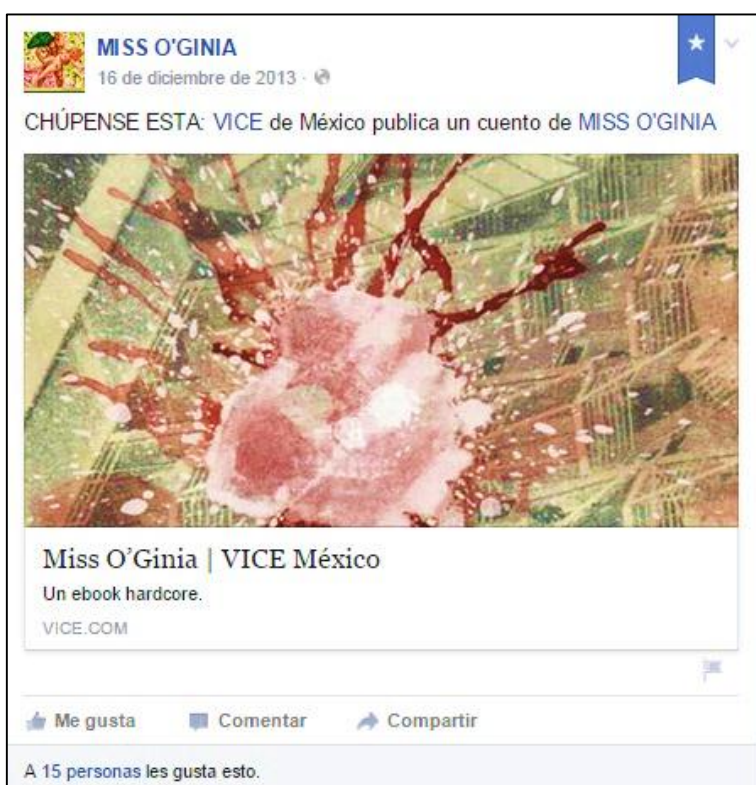 MISS O'GINIA
16 de diciembre de 2013 ·
CHÚPENSE ESTA: VICE de México publica un cuento de MISS O'GINIA
Miss O’Ginia | VICE México
Un ebook hardcore.
VICE.COM
Me gusta Comentar Compartir
A 15 personas les gusta esto.